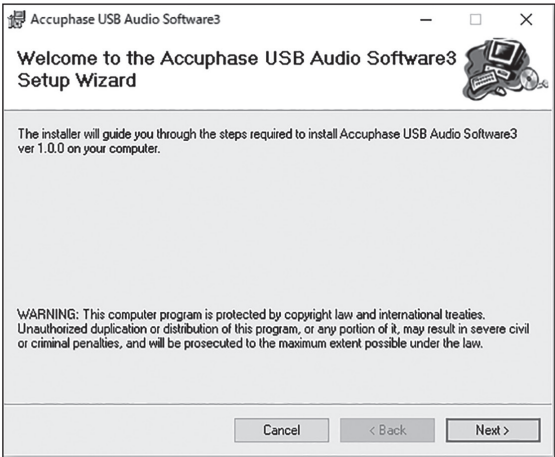 Accuphase USB Audio Software3
Welcome to the Accuphase USB Audio Software3
Setup Wizard
The installer will guide you through the steps required to install Accuphase USB Audio Software3
ver 1.0.0 on your computer.
WARNING: This computer program is protected by copyright law and international treaties.
Unauthorized duplication or distribution of this program, or any portion of it, may result in severe civil
or criminal penalties, and will be prosecuted to the maximum extent possible under the law.
Cancel < Back Next >